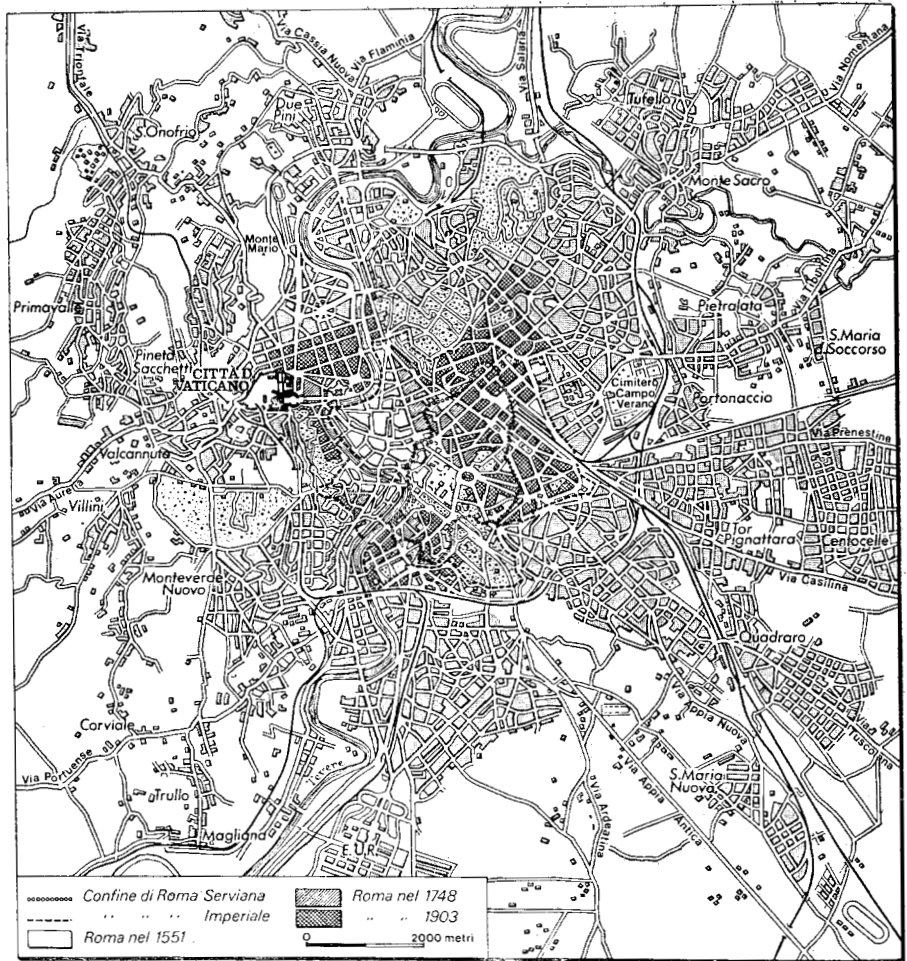 Via Trionfale
Via Cassia Nuova
Via Flaminia
Via Salaria
Via Nomentana
Due
Pini
Tufello
S.Onofrio
Monte Sacro
Monte
Mario
Primavalle
Pietralata
Via Tiburtina
Pineta
Sacchetti
CITTÀ D.
VATICANO
S.Maria
d.Soccorso
Cimitero
Campo
Verano
Portonaccio
Via Prenestine
Valcannuta
Via Aurelia
Villini
Tor
Pignattara
Centocelle
Via Casilina
Monteverde
Nuovo
Quadraro
Via Appia Nuova
Via Tuscolana
Corviale
Via Portuense
Tevere
S.Maria
Nuova
Trullo
Via Appia Antica
Via Ardeatina
Magliana
E.U.R.
Confine di Roma Serviana
" " " Imperiale
Roma nel 1551
Roma nel 1748
" " 1903
0 2000 metri